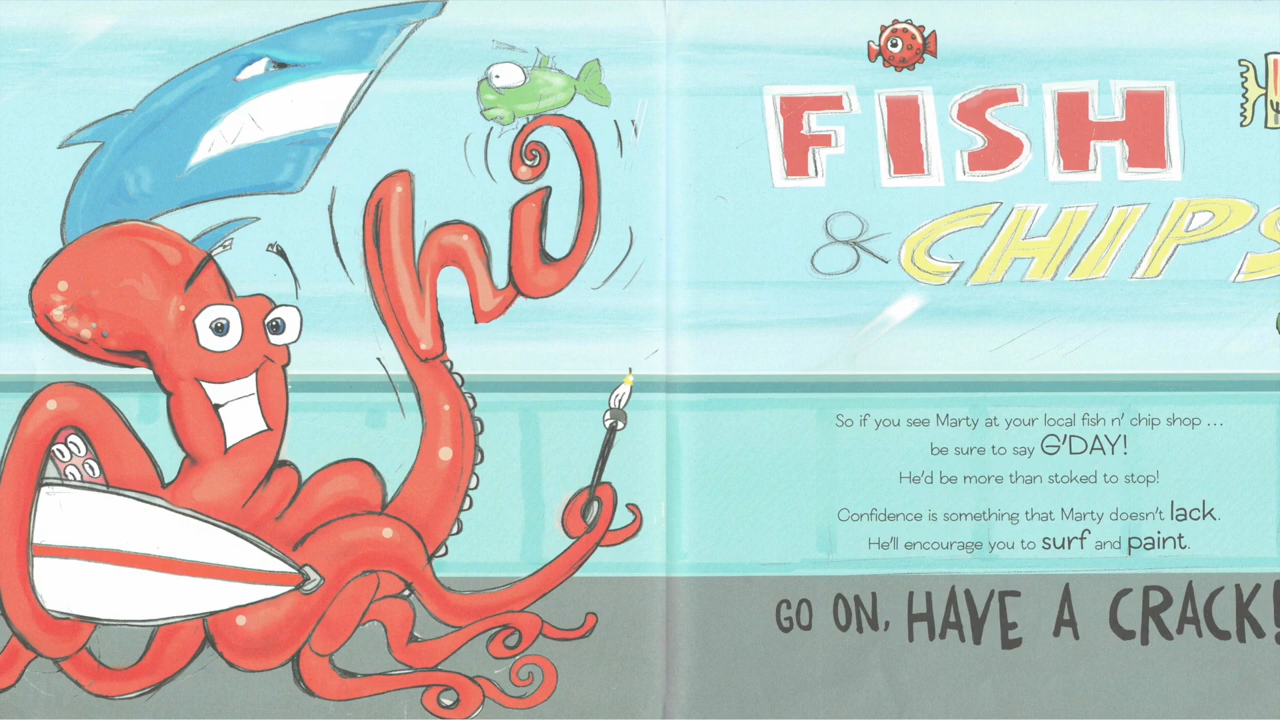 hi
FISH
& CHIPS
So if you see Marty at your local fish n' chip shop ...
be sure to say G'DAY!
He'd be more than stoked to stop!
Confidence is something that Marty doesn't lack.
He'll encourage you to surf and paint.
GO ON, HAVE A CRACK!